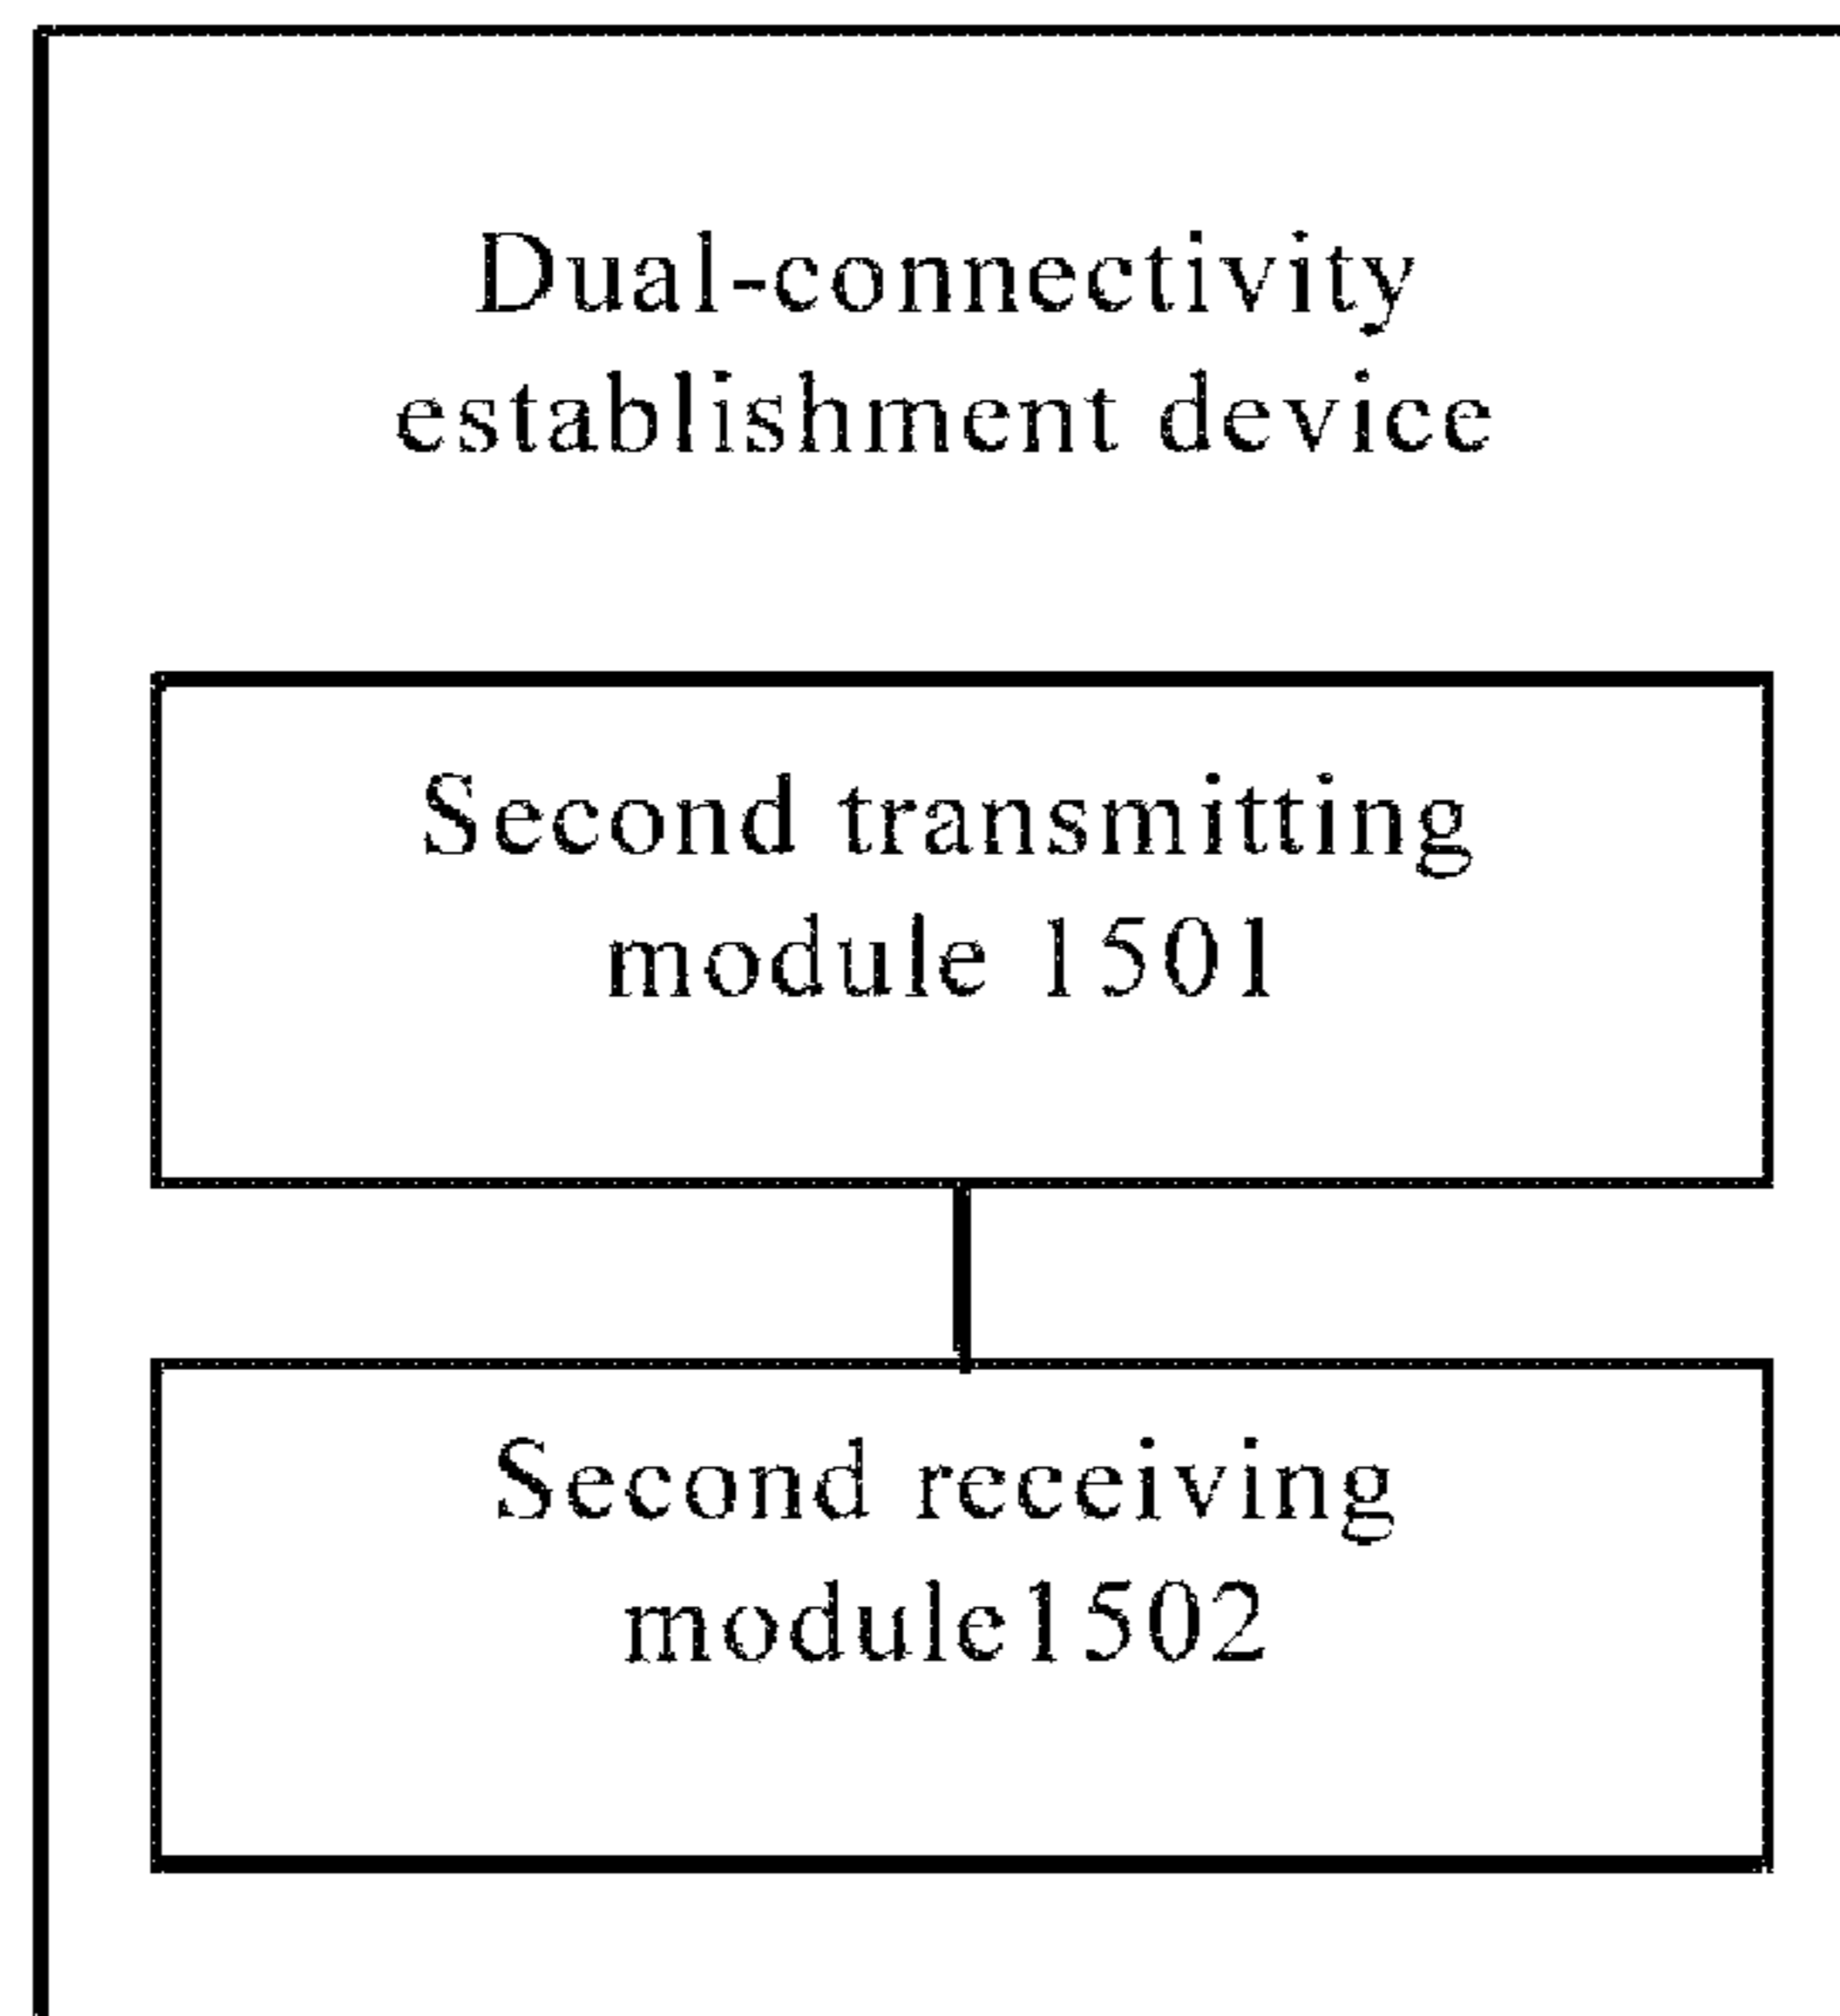 Dual-connectivity
establishment device
Second transmitting
module 1501
Second receiving
module1502